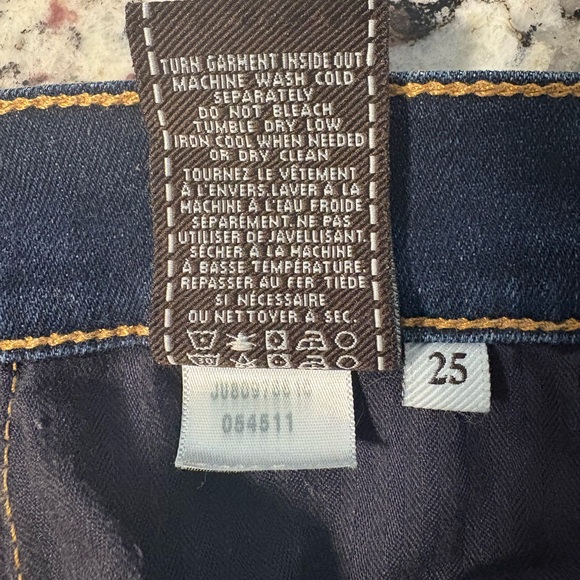 TURN GARMENT INSIDE OUT
MACHINE WASH COLD
SEPARATELY
DO NOT BLEACH
TUMBLE DRY LOW
IRON COOL WHEN NEEDED
OR DRY CLEAN
TOURNEZ LE VÊTEMENT
À L'ENVERS.LAVER À LA
MACHINE À L'EAU FROIDE
SÉPARÉMENT. NE PAS
UTILISER DE JAVELLISANT.
SÉCHER À LA MACHINE
À BASSE TEMPÉRATURE.
REPASSER AU FER TIÈDE
SI NÉCESSAIRE
OU NETTOYER À SEC.
054511
25